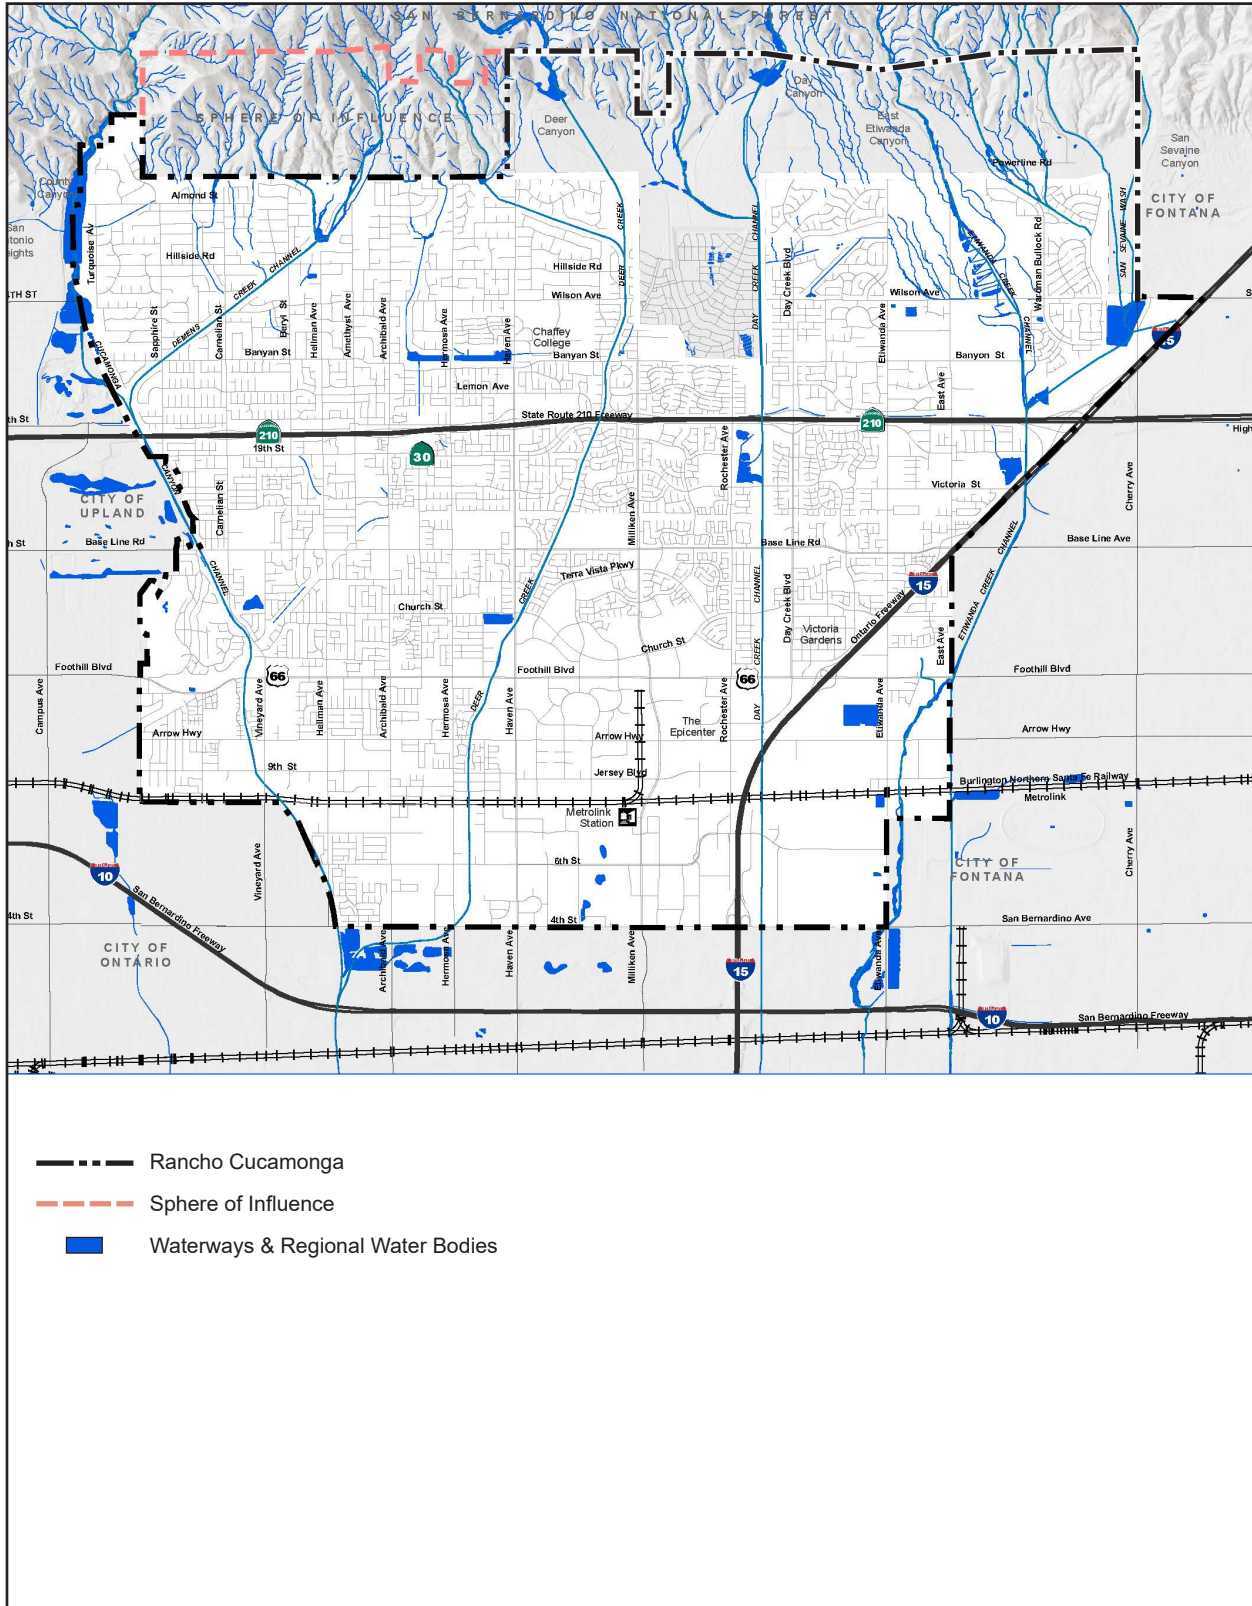 SAN BERNARDINO NATIONAL FOREST
SPHERE OF INFLUENCE
Deer
Canyon
Day
Canyon
East
Etiwanda
Canyon
San
Sevaine
Canyon
Powerline Rd
CITY OF
FONTANA
Almond St
Turquoise Av
Hillside Rd
DEMENS CREEK CHANNEL
DEER CREEK
Hillside Rd
Wilson Ave
DAY CREEK CHANNEL
Day Creek Blvd
Wilson Ave
Etiwanda Ave
ETIWANDA CREEK CHANNEL
Wardman Bullock Rd
SAN SEVAINE WASH
Sapphire St
Carnelian St
Beryl St
Hellman Ave
Amethyst Ave
Archibald Ave
Hermosa Ave
Haven Ave
Chaffey
College
Banyan St
Banyan St
Banyon St
Lemon Ave
East Ave
State Route 210 Freeway
210
19th St
30
210
CUCAMONGA
CANYON
CHAWNEL
CITY OF
UPLAND
Carnelian St
Milliken Ave
Rochester Ave
Victoria St
Cherry Ave
Base Line Rd
Base Line Rd
Base Line Ave
Terra Vista Pkwy
DEER CREEK
DAY CREEK CHANNEL
Day Creek Blvd
15
Ontario Freeway
ETIWANDA CREEK CHANNEL
Church St
Church St
Victoria
Gardens
East Ave
Foothill Blvd
66
Foothill Blvd
66
Foothill Blvd
Campus Ave
Vineyard Ave
Hellman Ave
Archibald Ave
Hermosa Ave
Haven Ave
Rochester Ave
Etiwanda Ave
The
Epicenter
Arrow Hwy
Arrow Hwy
Arrow Hwy
9th St
Jersey Blvd
Burlington Northern Santa Fe Railway
Metrolink
Metrolink
Station
6th St
Vineyard Ave
Cherry Ave
CITY OF
FONTANA
10
San Bernardino Freeway
4th St
4th St
San Bernardino Ave
CITY OF
ONTARIO
Archibald Ave
Hermosa Ave
Haven Ave
Milliken Ave
15
Etiwanda Ave
10
San Bernardino Freeway
Rancho Cucamonga
Sphere of Influence
Waterways & Regional Water Bodies